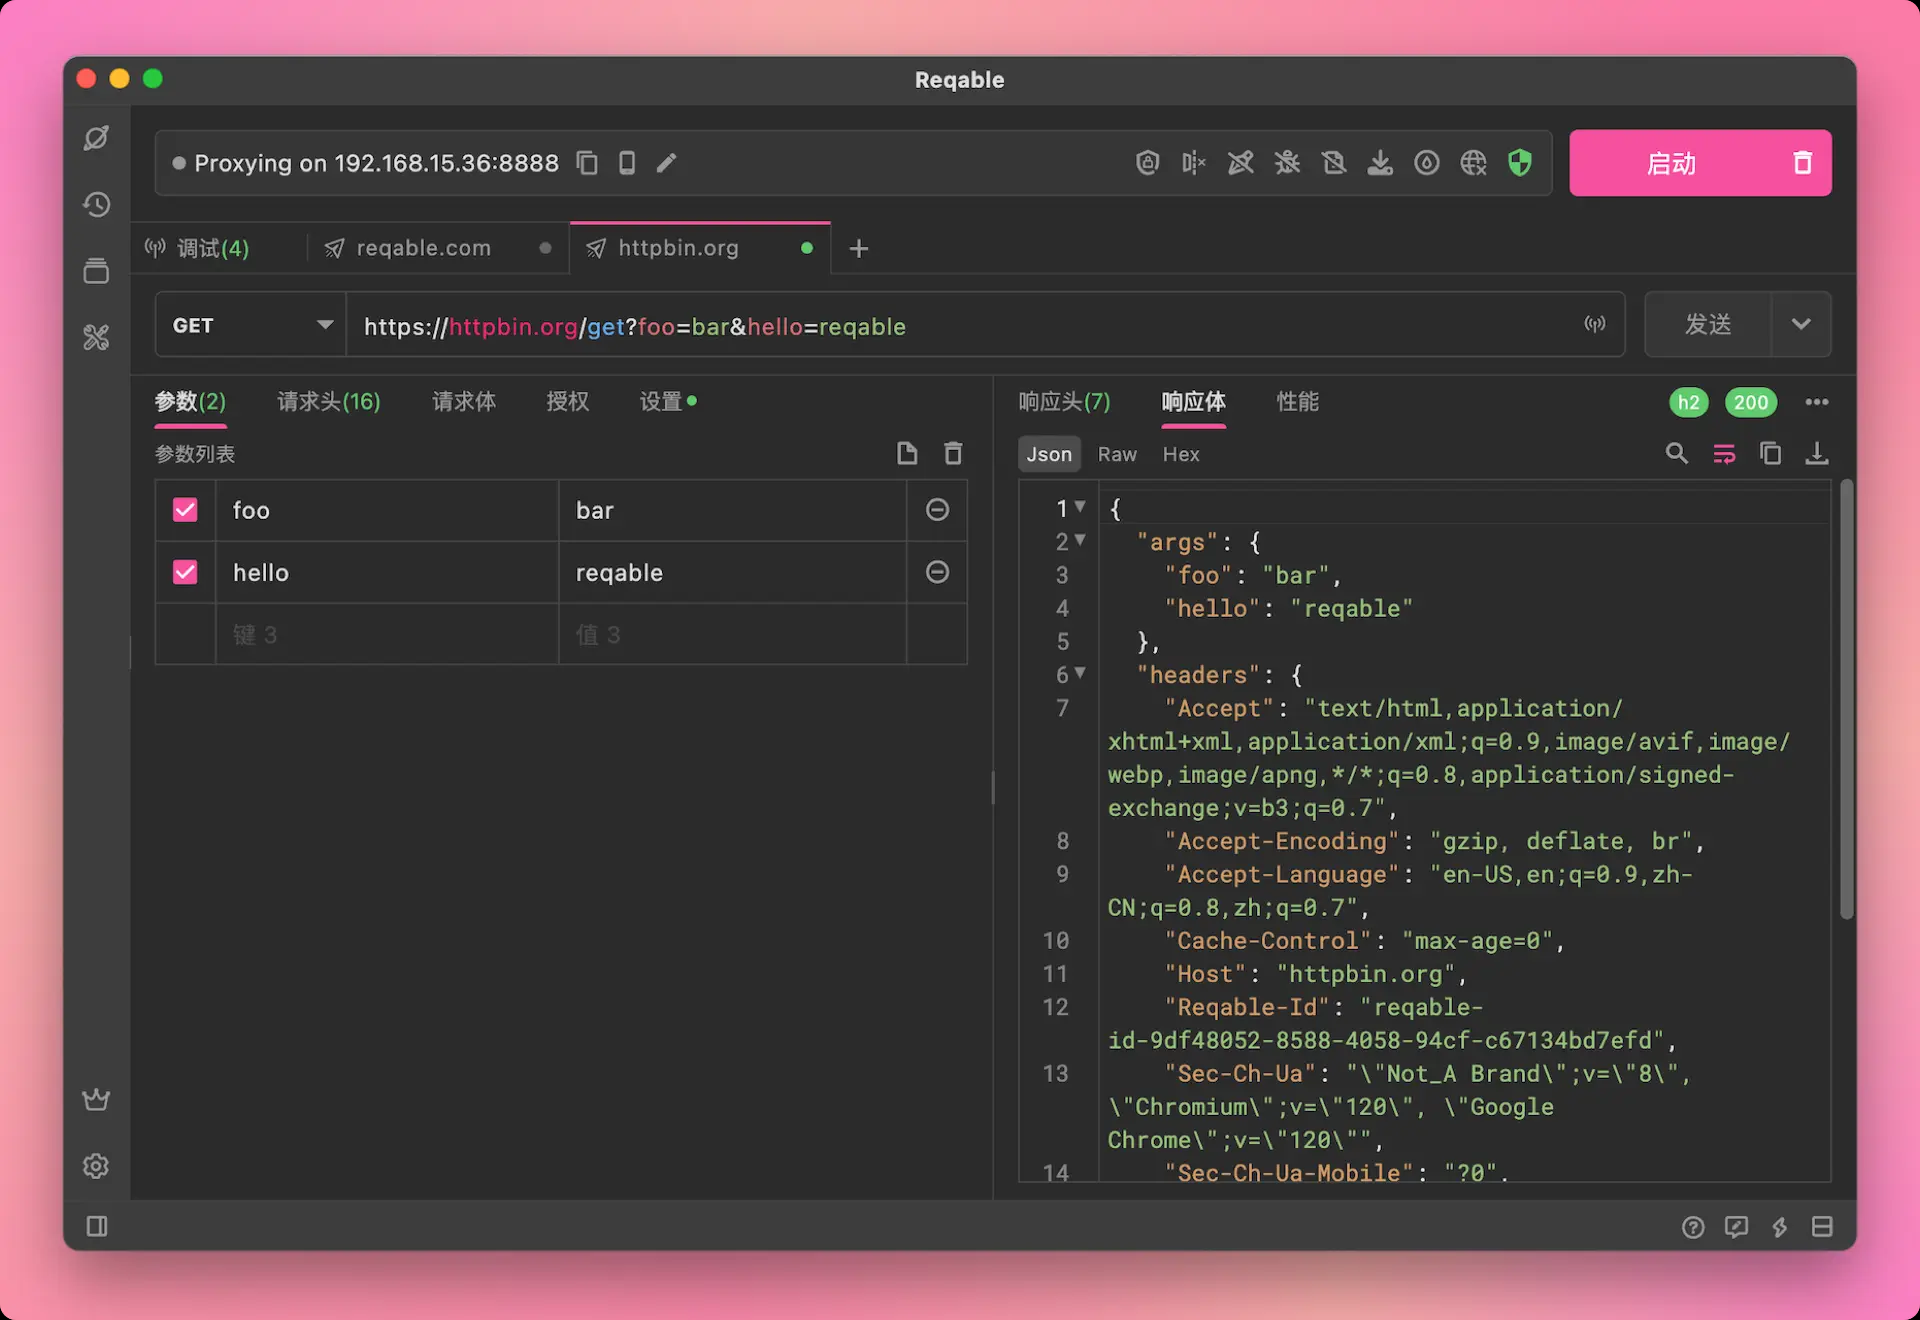 Reqable
Proxying on 192.168.15.36:8888
启动
调试(4)
reqable.com
httpbin.org
GET
https://httpbin.org/get?foo=bar&hello=reqable
发送
参数(2)
请求头(16)
请求体
授权
设置
参数列表
foo
bar
hello
reqable
键 3
值 3
响应头(7)
响应体
性能
h2
200
Json
Raw
Hex
1 {
2 "args": {
3 "foo": "bar",
4 "hello": "reqable"
5 },
6 "headers": {
7 "Accept": "text/html,application/
xhtml+xml,application/xml;q=0.9,image/avif,image/
webp,image/apng,*/*;q=0.8,application/signed-
exchange;v=b3;q=0.7",
8 "Accept-Encoding": "gzip, deflate, br",
9 "Accept-Language": "en-US,en;q=0.9,zh-
CN;q=0.8,zh;q=0.7",
10 "Cache-Control": "max-age=0",
11 "Host": "httpbin.org",
12 "Reqable-Id": "reqable-
id-9df48052-8588-4058-94cf-c67134bd7efd",
13 "Sec-Ch-Ua": "\"Not_A Brand\";v=\"8\",
\"Chromium\";v=\"120\", \"Google
Chrome\";v=\"120\"",
14 "Sec-Ch-Ua-Mobile": "?0",